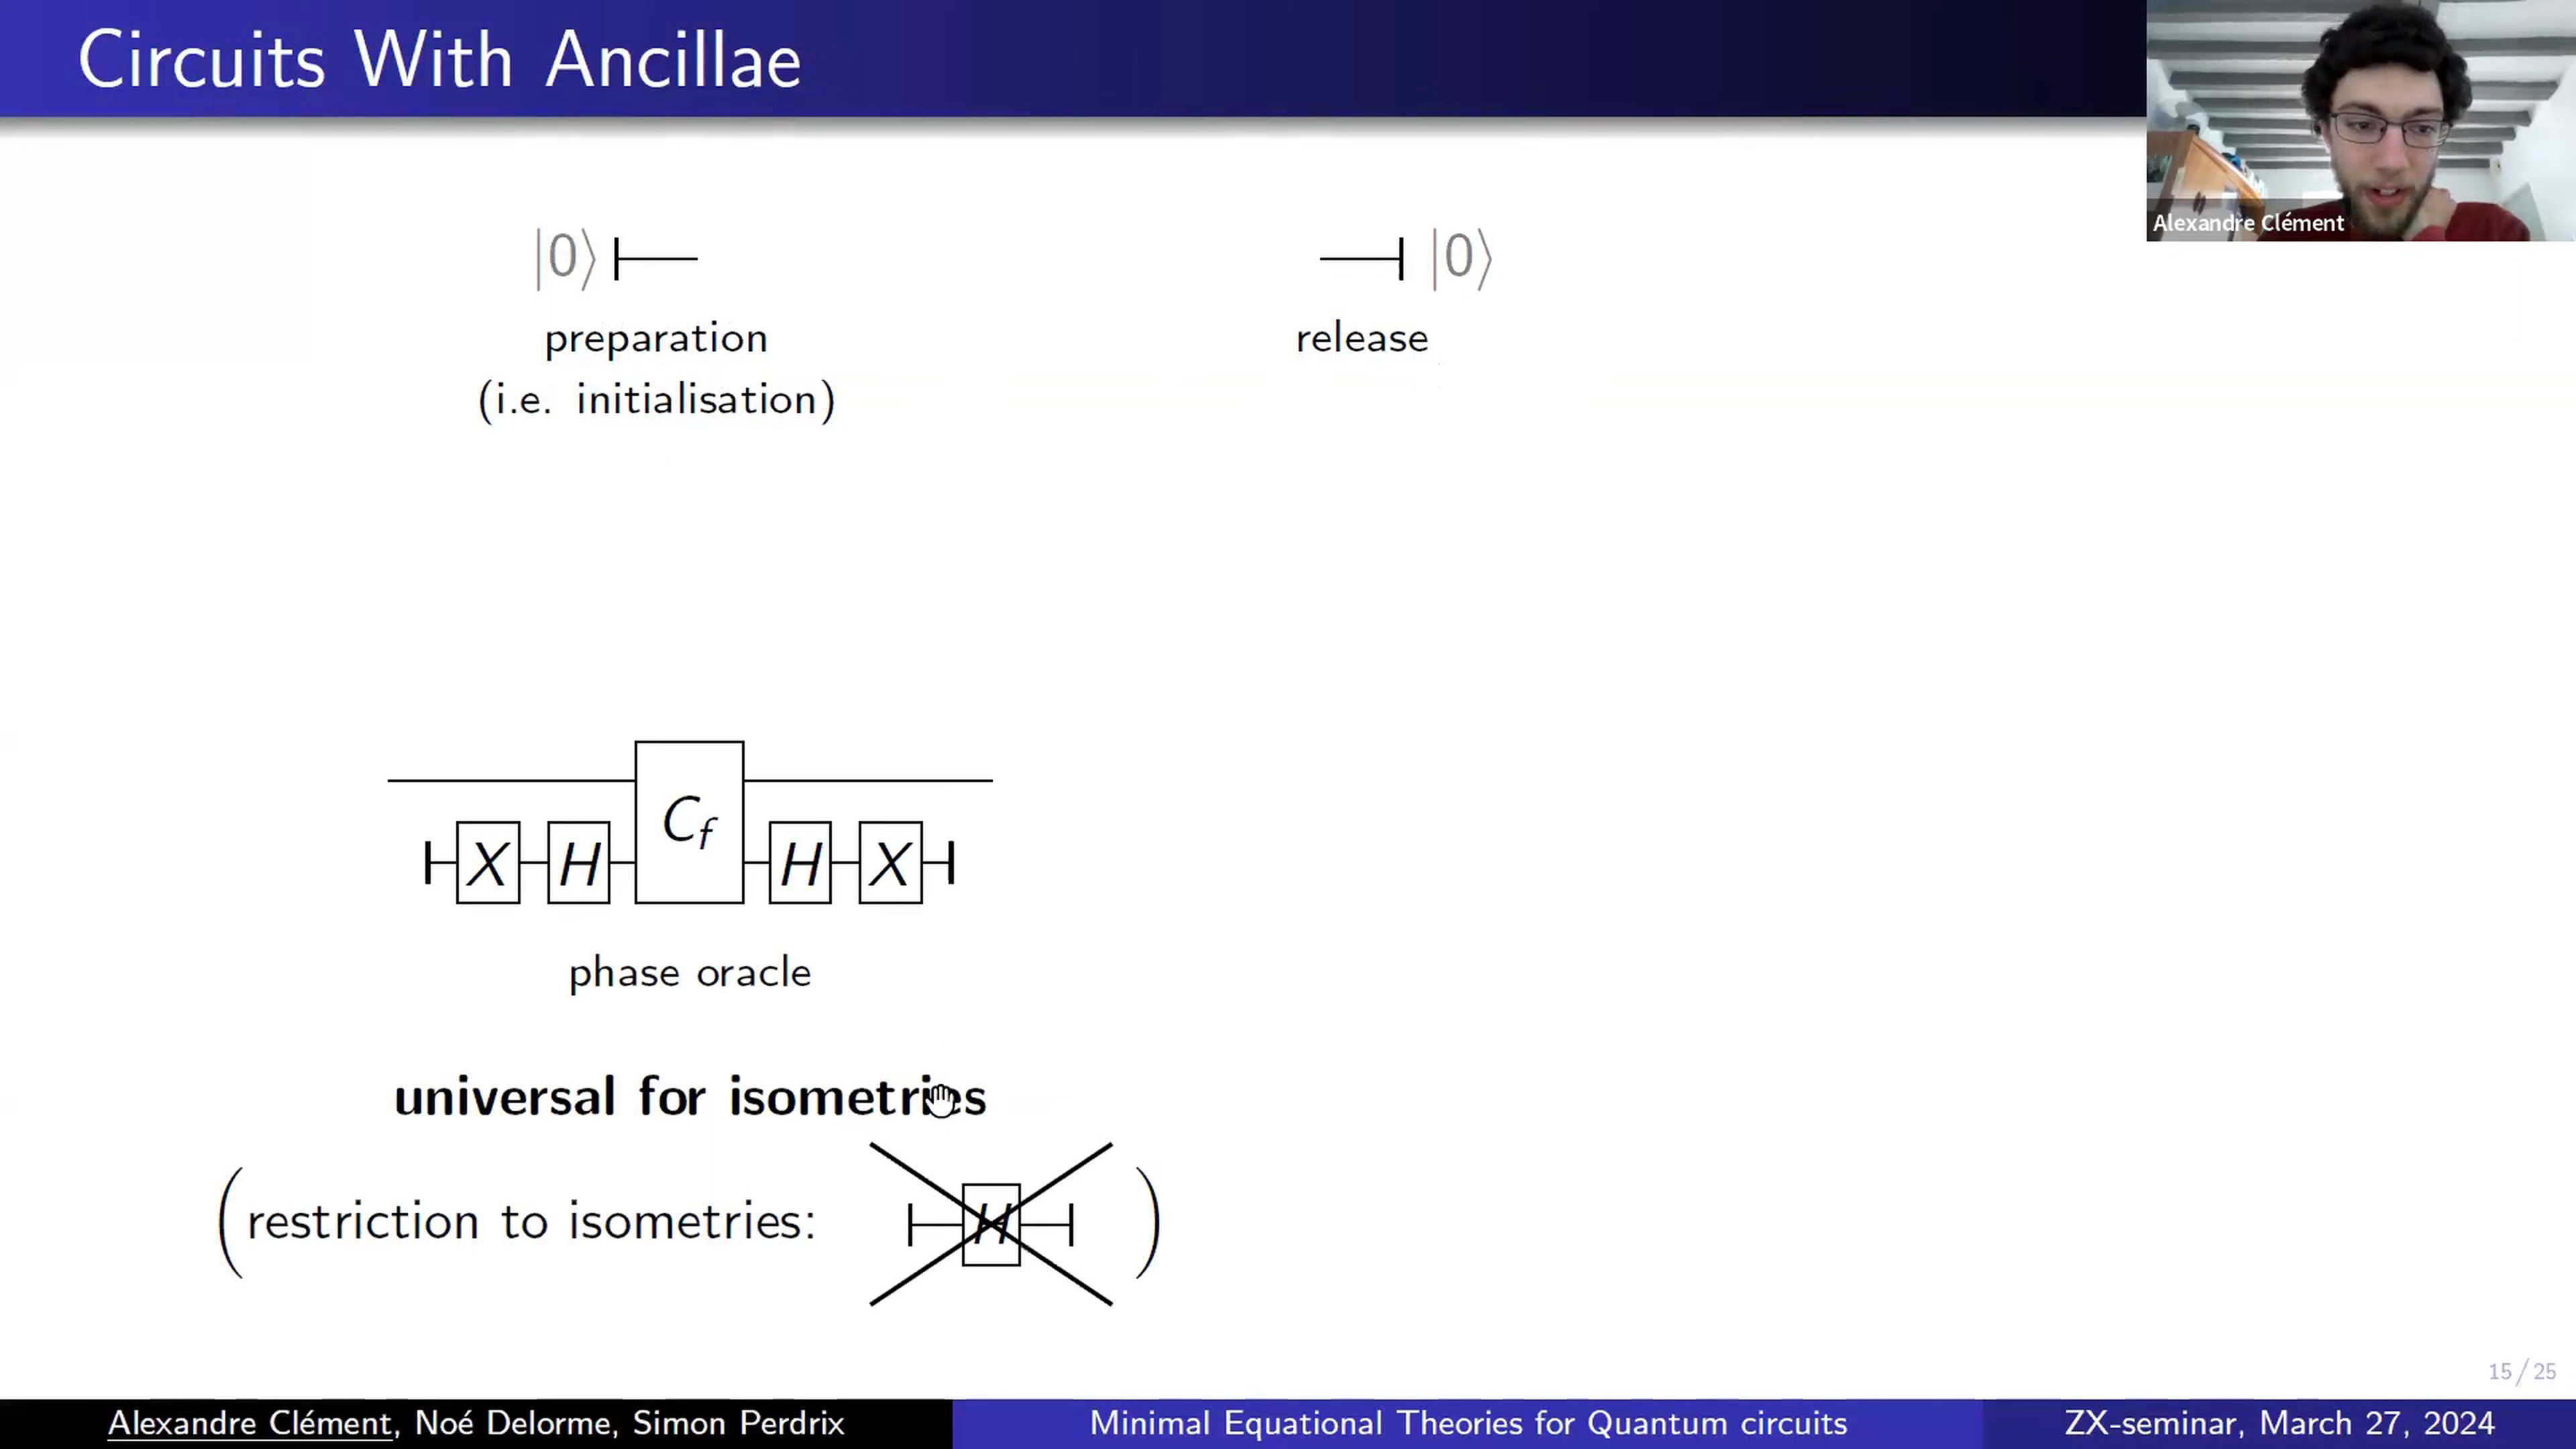 Circuits With Ancillae
Alexandre Clément
|0⟩
|0⟩
preparation
(i.e. initialisation)
release
C_f
X H H X
phase oracle
universal for isometries
(restriction to isometries: H )
15 / 25
Alexandre Clément, Noé Delorme, Simon Perdrix
Minimal Equational Theories for Quantum circuits
ZX-seminar, March 27, 2024